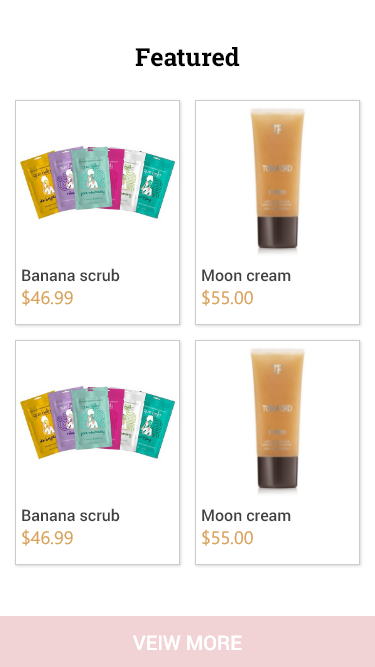 Featured
Banana scrub
$46.99
Moon cream
$55.00
Banana scrub
$46.99
Moon cream
$55.00
VEIW MORE